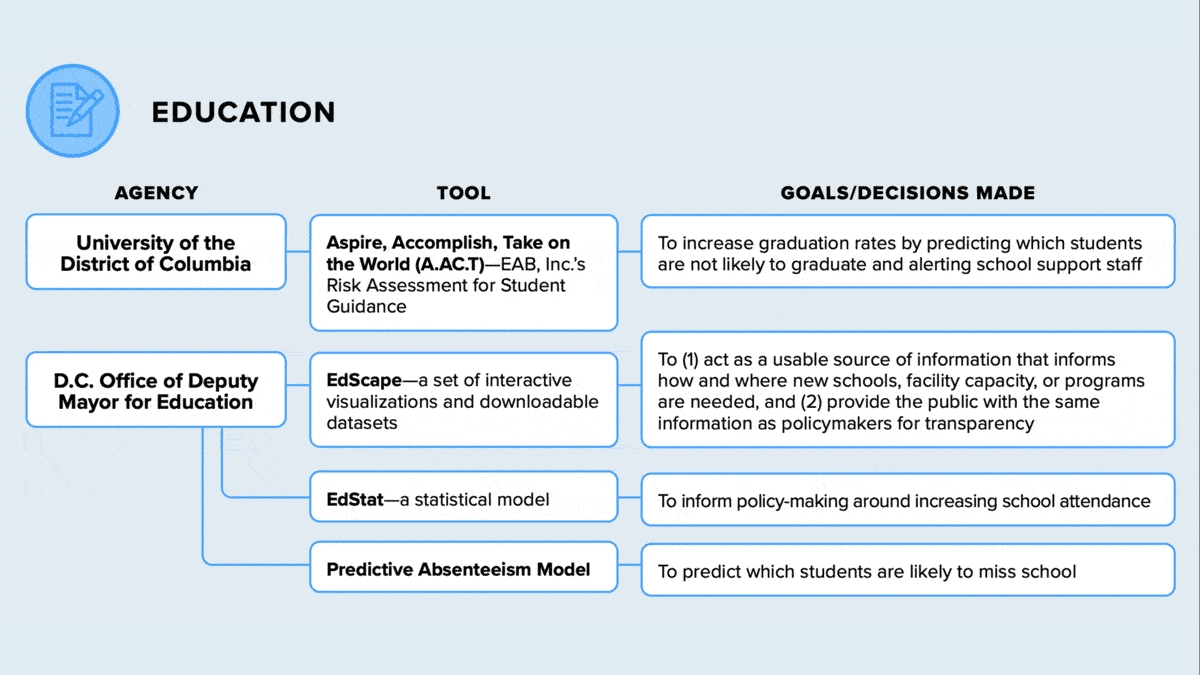 EDUCATION
AGENCY
TOOL
GOALS/DECISIONS MADE
University of the
District of Columbia
Aspire, Accomplish, Take on
the World (A.AC.T)—EAB, Inc.’s
Risk Assessment for Student
Guidance
To increase graduation rates by predicting which students
are not likely to graduate and alerting school support staff
D.C. Office of Deputy
Mayor for Education
EdScape—a set of interactive
visualizations and downloadable
datasets
To (1) act as a usable source of information that informs
how and where new schools, facility capacity, or programs
are needed, and (2) provide the public with the same
information as policymakers for transparency
EdStat—a statistical model
To inform policy-making around increasing school attendance
Predictive Absenteeism Model
To predict which students are likely to miss school